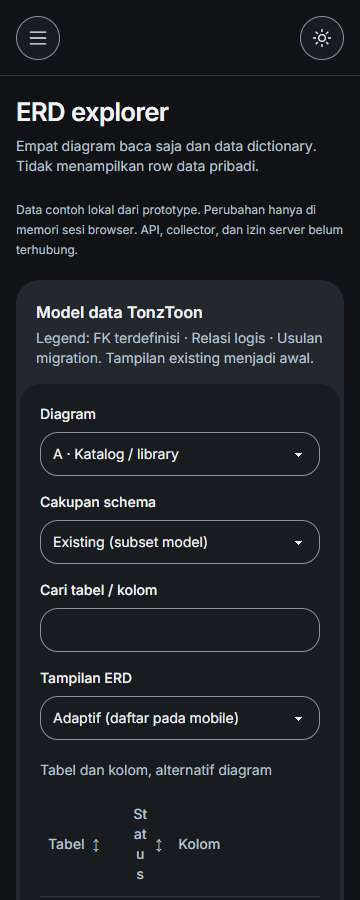 ERD explorer
Empat diagram baca saja dan data dictionary.
Tidak menampilkan row data pribadi.
Data contoh lokal dari prototype. Perubahan hanya di
memori sesi browser. API, collector, dan izin server belum
terhubung.
Model data TonzToon
Legend: FK terdefinisi · Relasi logis · Usulan
migration. Tampilan existing menjadi awal.
Diagram
A · Katalog / library
Cakupan schema
Existing (subset model)
Cari tabel / kolom
Tampilan ERD
Adaptif (daftar pada mobile)
Tabel dan kolom, alternatif diagram
Tabel ↕ Status ↕ Kolom